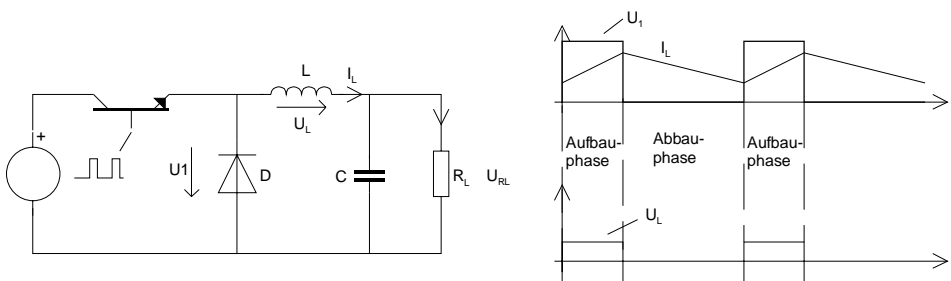 L
I_L
U_L
+
U1
D
C
R_L
U_RL
U_1
I_L
Aufbau-
phase
Abbau-
phase
Aufbau-
phase
U_L